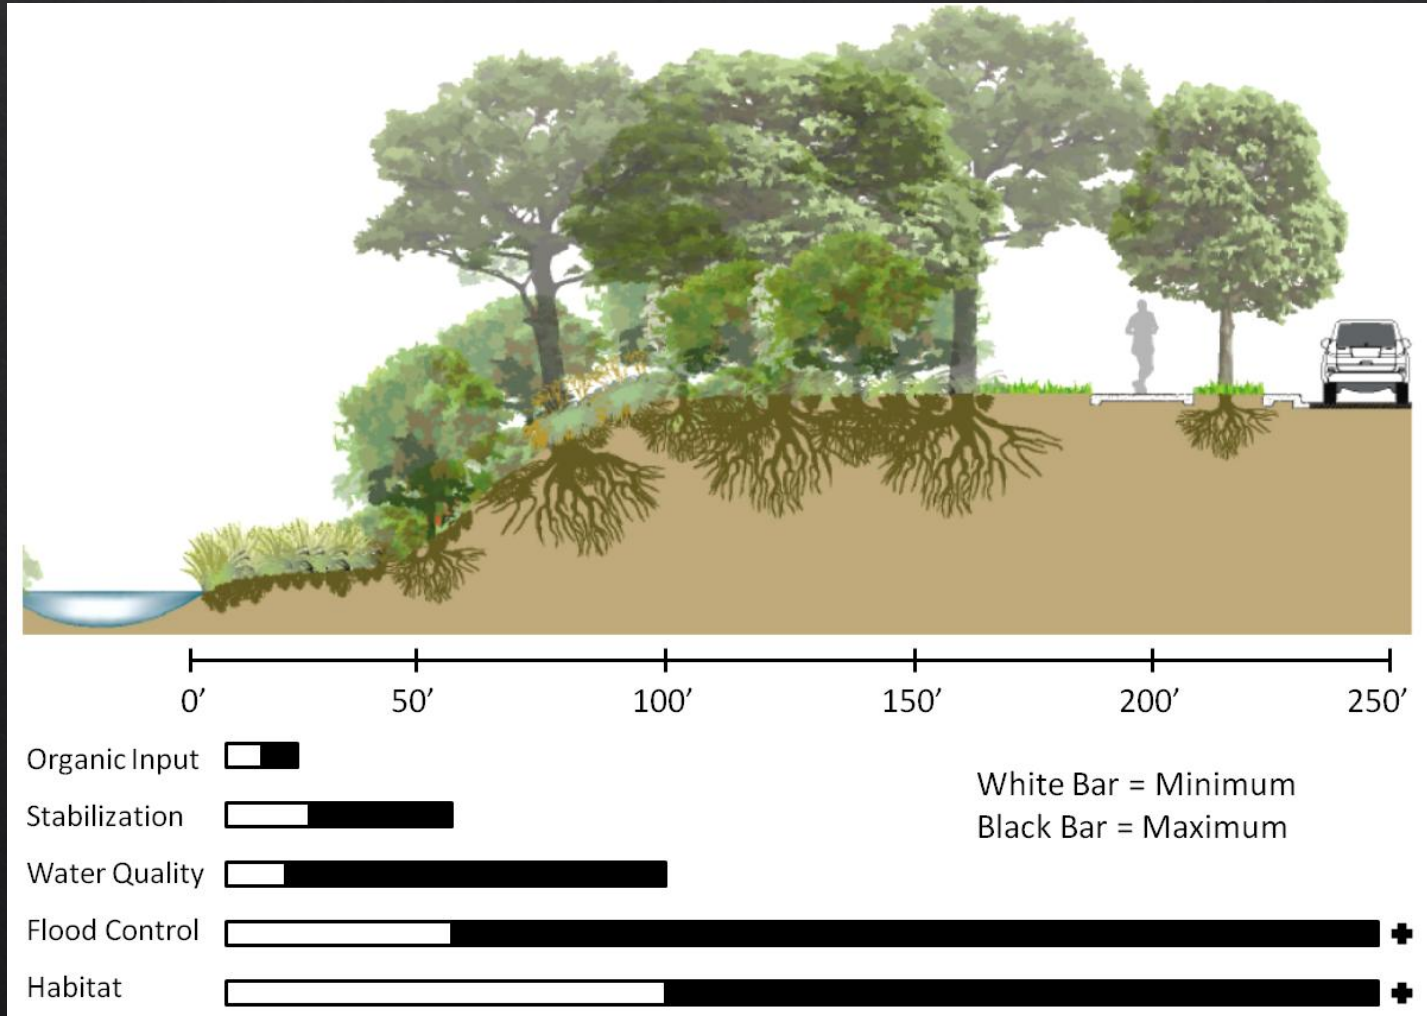 0’ 50’ 100’ 150’ 200’ 250’
Organic Input
Stabilization
Water Quality
Flood Control
Habitat
White Bar = Minimum
Black Bar = Maximum